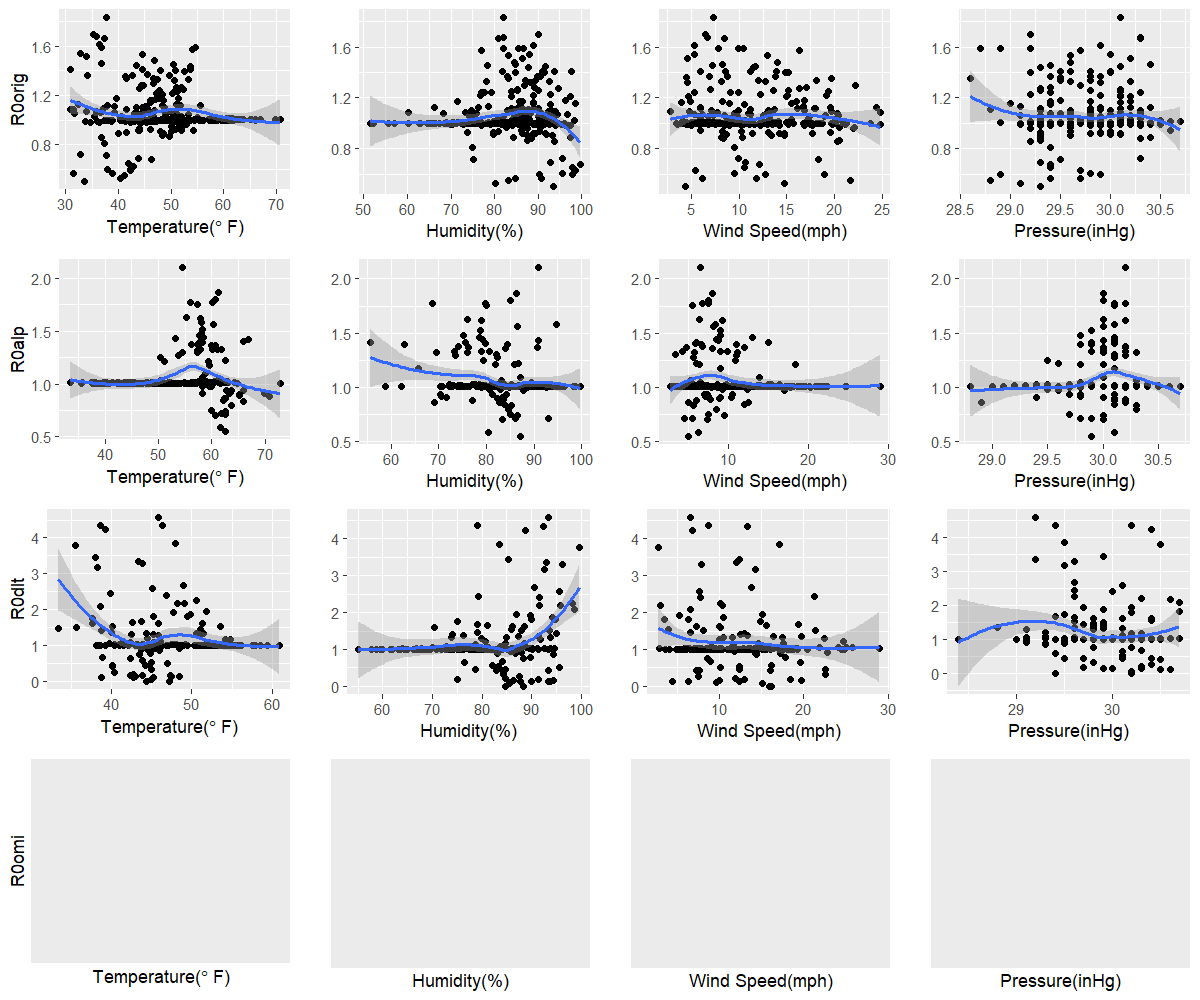 R0orig
1.6
1.2
0.8
30 40 50 60 70
Temperature(° F)
1.6
1.2
0.8
50 60 70 80 90 100
Humidity(%)
1.6
1.2
0.8
5 10 15 20 25
Wind Speed(mph)
1.6
1.2
0.8
28.5 29.0 29.5 30.0 30.5
Pressure(inHg)
R0alp
2.0
1.5
1.0
0.5
40 50 60 70
Temperature(° F)
2.0
1.5
1.0
0.5
60 70 80 90 100
Humidity(%)
2.0
1.5
1.0
0.5
10 20 30
Wind Speed(mph)
2.0
1.5
1.0
0.5
29.0 29.5 30.0 30.5
Pressure(inHg)
R0dlt
4
3
2
1
0
40 50 60
Temperature(° F)
4
3
2
1
0
60 70 80 90 100
Humidity(%)
4
3
2
1
0
10 20 30
Wind Speed(mph)
4
3
2
1
0
29 30
Pressure(inHg)
R0omi
Temperature(° F)
Humidity(%)
Wind Speed(mph)
Pressure(inHg)